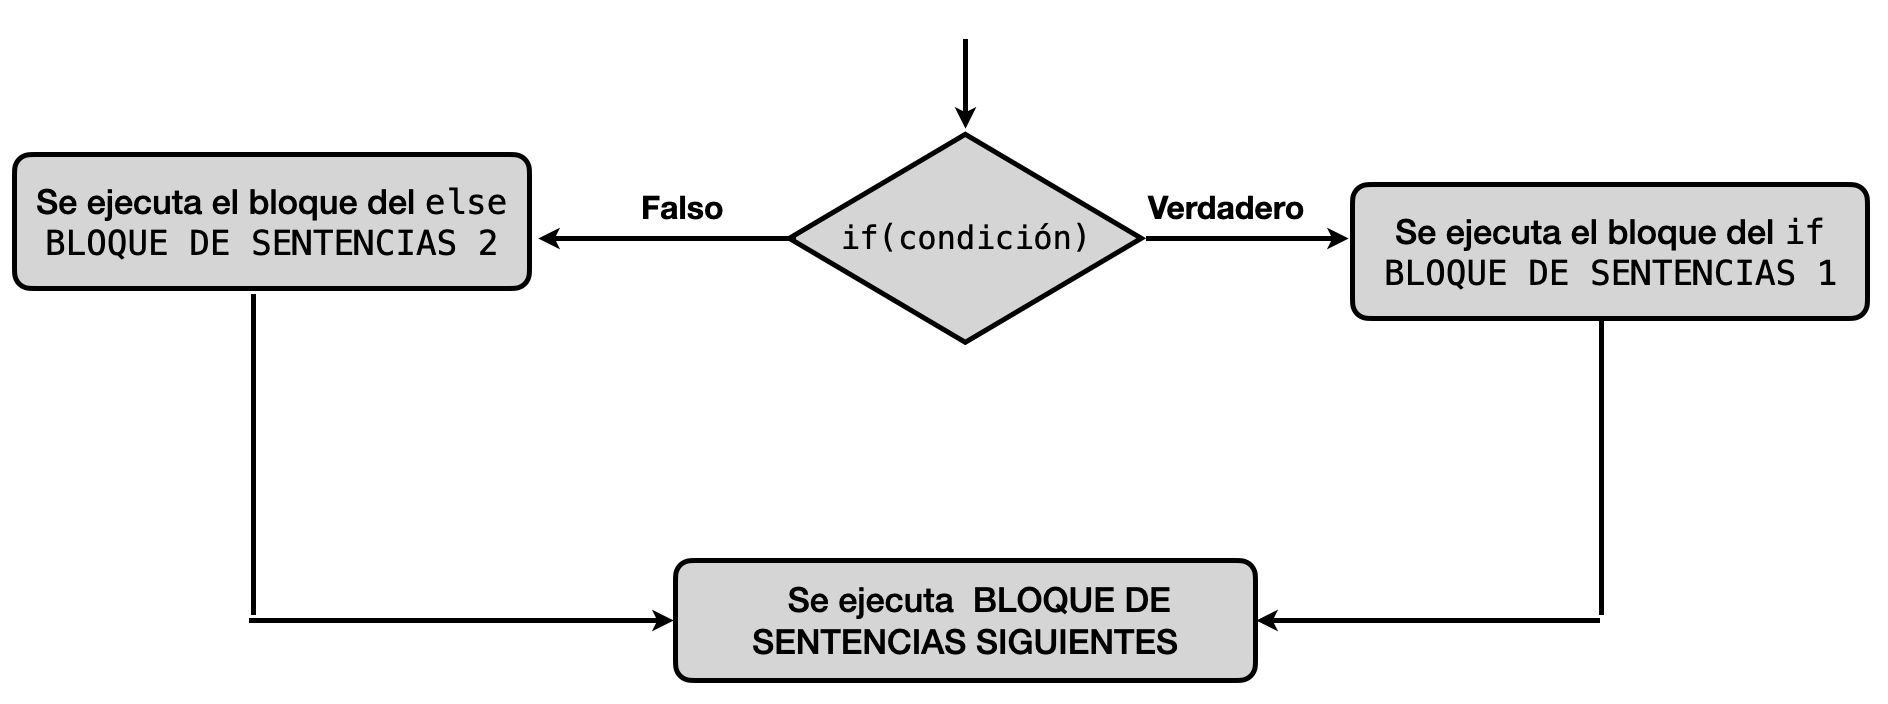 Se ejecuta el bloque del else
BLOQUE DE SENTENCIAS 2
Falso
if(condición)
Verdadero
Se ejecuta el bloque del if
BLOQUE DE SENTENCIAS 1
Se ejecuta BLOQUE DE
SENTENCIAS SIGUIENTES